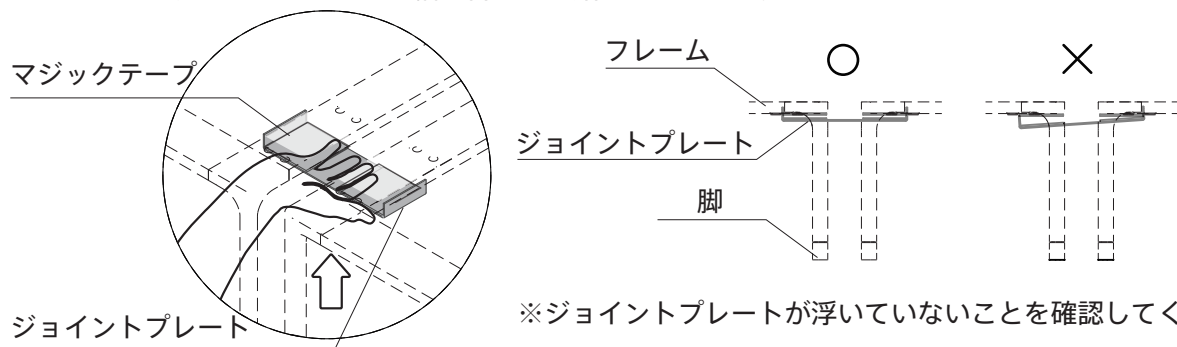 マジックテープ
ジョイントプレート
フレーム
ジョイントプレート
脚
※ジョイントプレートが浮いていないことを確認してく